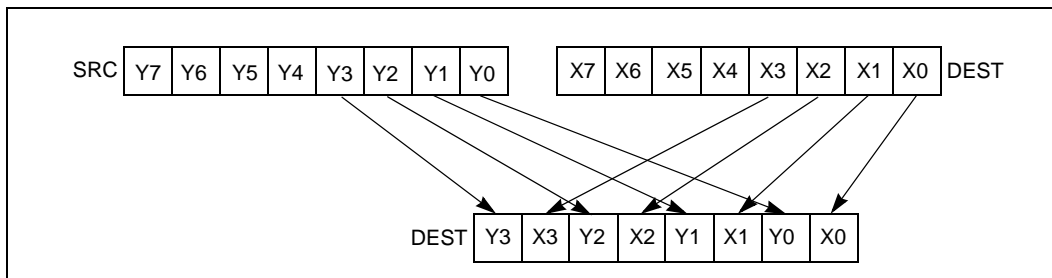 SRC Y7 Y6 Y5 Y4 Y3 Y2 Y1 Y0 X7 X6 X5 X4 X3 X2 X1 X0 DEST
DEST Y3 X3 Y2 X2 Y1 X1 Y0 X0